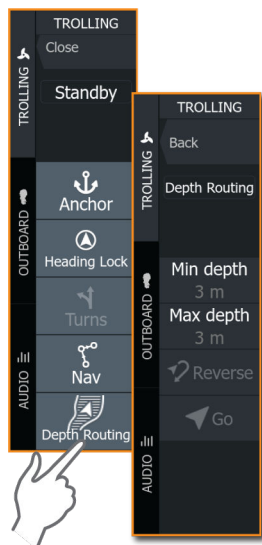 TROLLING
Close
TROLLING
Standby
OUTBOARD
AUDIO
Anchor
Heading Lock
Turns
Nav
Depth Routing
TROLLING
Back
TROLLING
Depth Routing
OUTBOARD
AUDIO
Min depth
3 m
Max depth
3 m
Reverse
Go